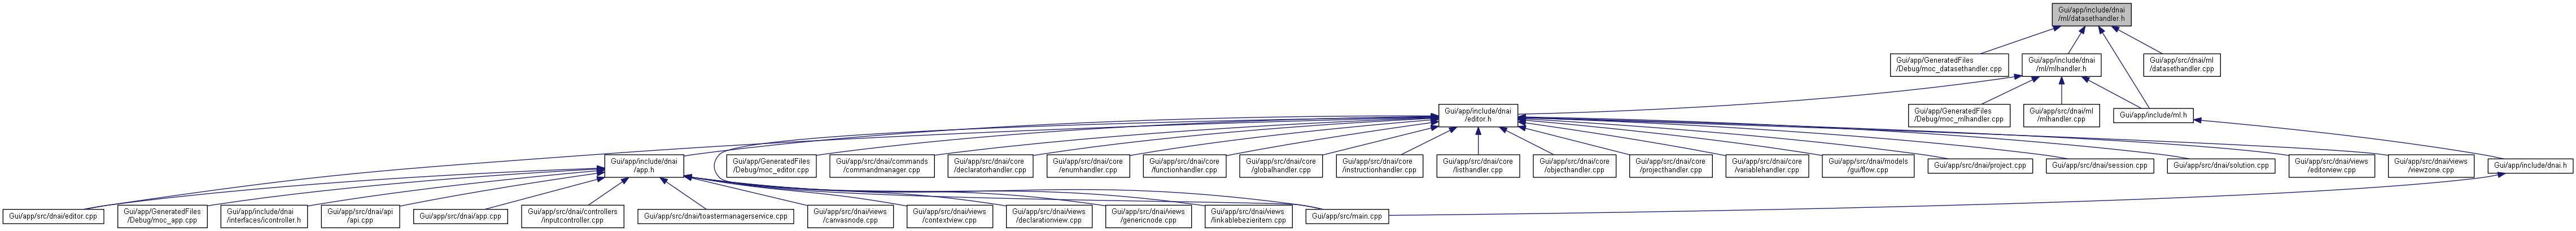 Gui/app/include/dnai
/ml/datasethandler.h
Gui/app/GeneratedFiles
/Debug/moc_datasethandler.cpp
Gui/app/include/dnai
/ml/mlhandler.h
Gui/app/src/dnai/ml
/datasethandler.cpp
Gui/app/include/dnai
/editor.h
Gui/app/GeneratedFiles
/Debug/moc_mlhandler.cpp
Gui/app/src/dnai/ml
/mlhandler.cpp
Gui/app/include/ml.h
Gui/app/include/dnai
/app.h
Gui/app/GeneratedFiles
/Debug/moc_editor.cpp
Gui/app/src/dnai/commands
/commandmanager.cpp
Gui/app/src/dnai/core
/declaratorhandler.cpp
Gui/app/src/dnai/core
/enumhandler.cpp
Gui/app/src/dnai/core
/functionhandler.cpp
Gui/app/src/dnai/core
/globalhandler.cpp
Gui/app/src/dnai/core
/instructionhandler.cpp
Gui/app/src/dnai/core
/listhandler.cpp
Gui/app/src/dnai/core
/objecthandler.cpp
Gui/app/src/dnai/core
/projecthandler.cpp
Gui/app/src/dnai/core
/variablehandler.cpp
Gui/app/src/dnai/models
/gui/flow.cpp
Gui/app/src/dnai/project.cpp
Gui/app/src/dnai/session.cpp
Gui/app/src/dnai/solution.cpp
Gui/app/src/dnai/views
/editorview.cpp
Gui/app/src/dnai/views
/viewzone.cpp
Gui/app/include/dnai.h
Gui/app/src/dnai/editor.cpp
Gui/app/GeneratedFiles
/Debug/moc_app.cpp
Gui/app/include/dnai
/interfaces/icontroller.h
Gui/app/src/dnai/api
/api.cpp
Gui/app/src/dnai/app.cpp
Gui/app/src/dnai/controllers
/inputcontroller.cpp
Gui/app/src/dnai/toastermanagerservice.cpp
Gui/app/src/dnai/views
/canvasnode.cpp
Gui/app/src/dnai/views
/contextview.cpp
Gui/app/src/dnai/views
/declarationview.cpp
Gui/app/src/dnai/views
/genericnode.cpp
Gui/app/src/dnai/views
/linkablebezieritem.cpp
Gui/app/src/main.cpp